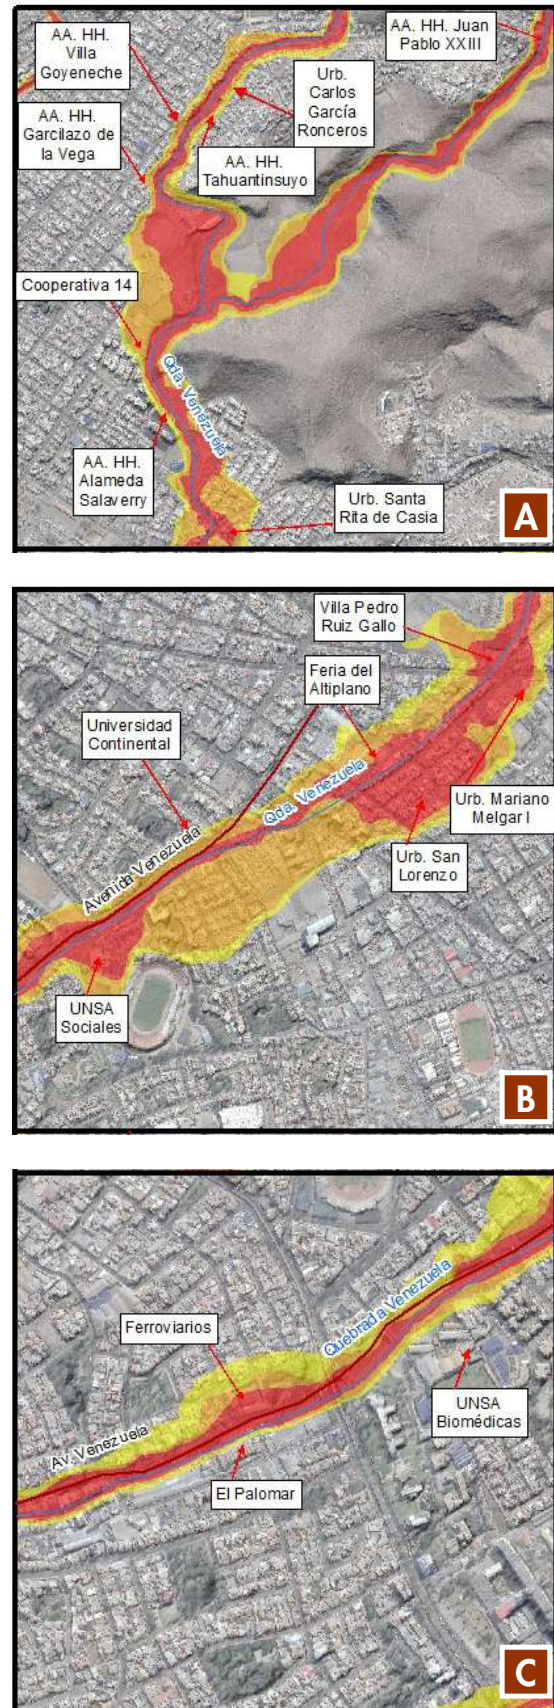 AA. HH.
Villa
Goyeneche
AA. HH. Juan
Pablo XXIII
Urb.
Carlos
García
Ronceros
AA. HH.
Garcilazo de
la Vega
AA. HH.
Tahuantinsuyo
Cooperativa 14
Qda. Venezuela
AA. HH.
Alameda
Salaverry
Urb. Santa
Rita de Casia
A
Villa Pedro
Ruiz Gallo
Feria del
Altiplano
Universidad
Continental
Qda. Venezuela
Avenida Venezuela
Urb. Mariano
Melgar I
Urb. San
Lorenzo
UNSA
Sociales
B
Quebrada Venezuela
Ferroviarios
Av. Venezuela
UNSA
Biomédicas
El Palomar
C